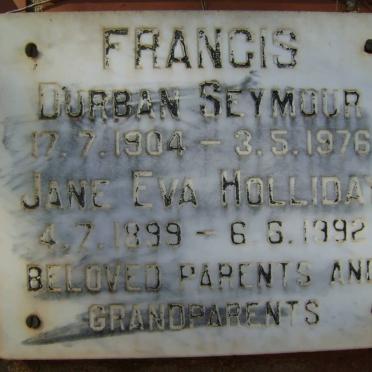 FRANCIS
DURBAN SEYMOUR
17.7.1904 - 3.5.1976
JANE EVA HOLLIDAY
4.7.1899 - 6.6.1992
BELOVED PARENTS AND
GRANDPARENTS